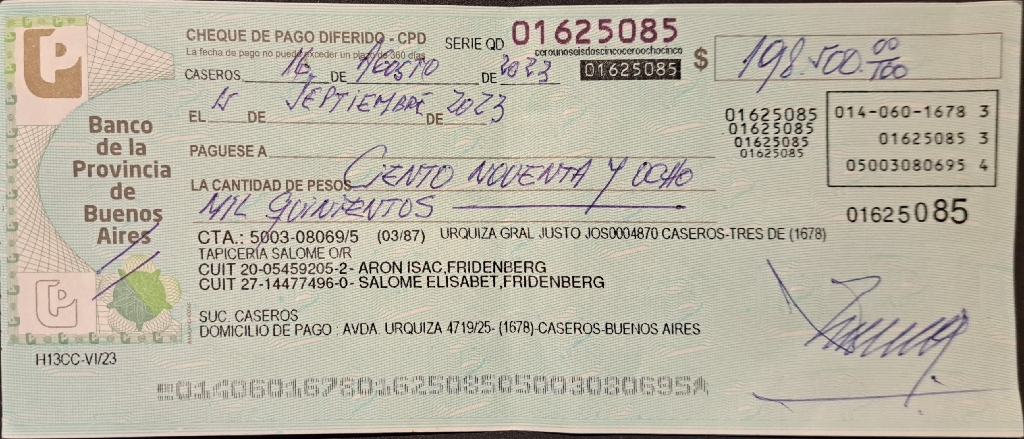 CHEQUE DE PAGO DIFERIDO - CPD
SERIE QD 01625085
La fecha de pago no puede exceder un plazo de 360 días
cerounoseisdoscincoceroochocinco
01625085
$ 198.500.00/100
CASEROS 16 DE AGOSTO DE 2023
EL 15 DE SEPTIEMBRE DE 2023
Banco
de la
Provincia
de
Buenos
Aires
PAGUESE A
LA CANTIDAD DE PESOS CIENTO NOVENTA Y OCHO
MIL QUINIENTOS
01625085
01625085
01625085
01625085
014-060-1678 3
01625085 3
05003080695 4
01625085
CTA.: 5003-08069/5 (03/87) URQUIZA GRAL JUSTO JOS0004870 CASEROS-TRES DE (1678)
TAPICERIA SALOME O/R
CUIT 20-05459205-2- ARON ISAC,FRIDENBERG
CUIT 27-14477496-0- SALOME ELISABET,FRIDENBERG
SUC. CASEROS
DOMICILIO DE PAGO : AVDA. URQUIZA 4719/25- (1678)-CASEROS-BUENOS AIRES
H13CC-VI/23
01406016780162508505003080695